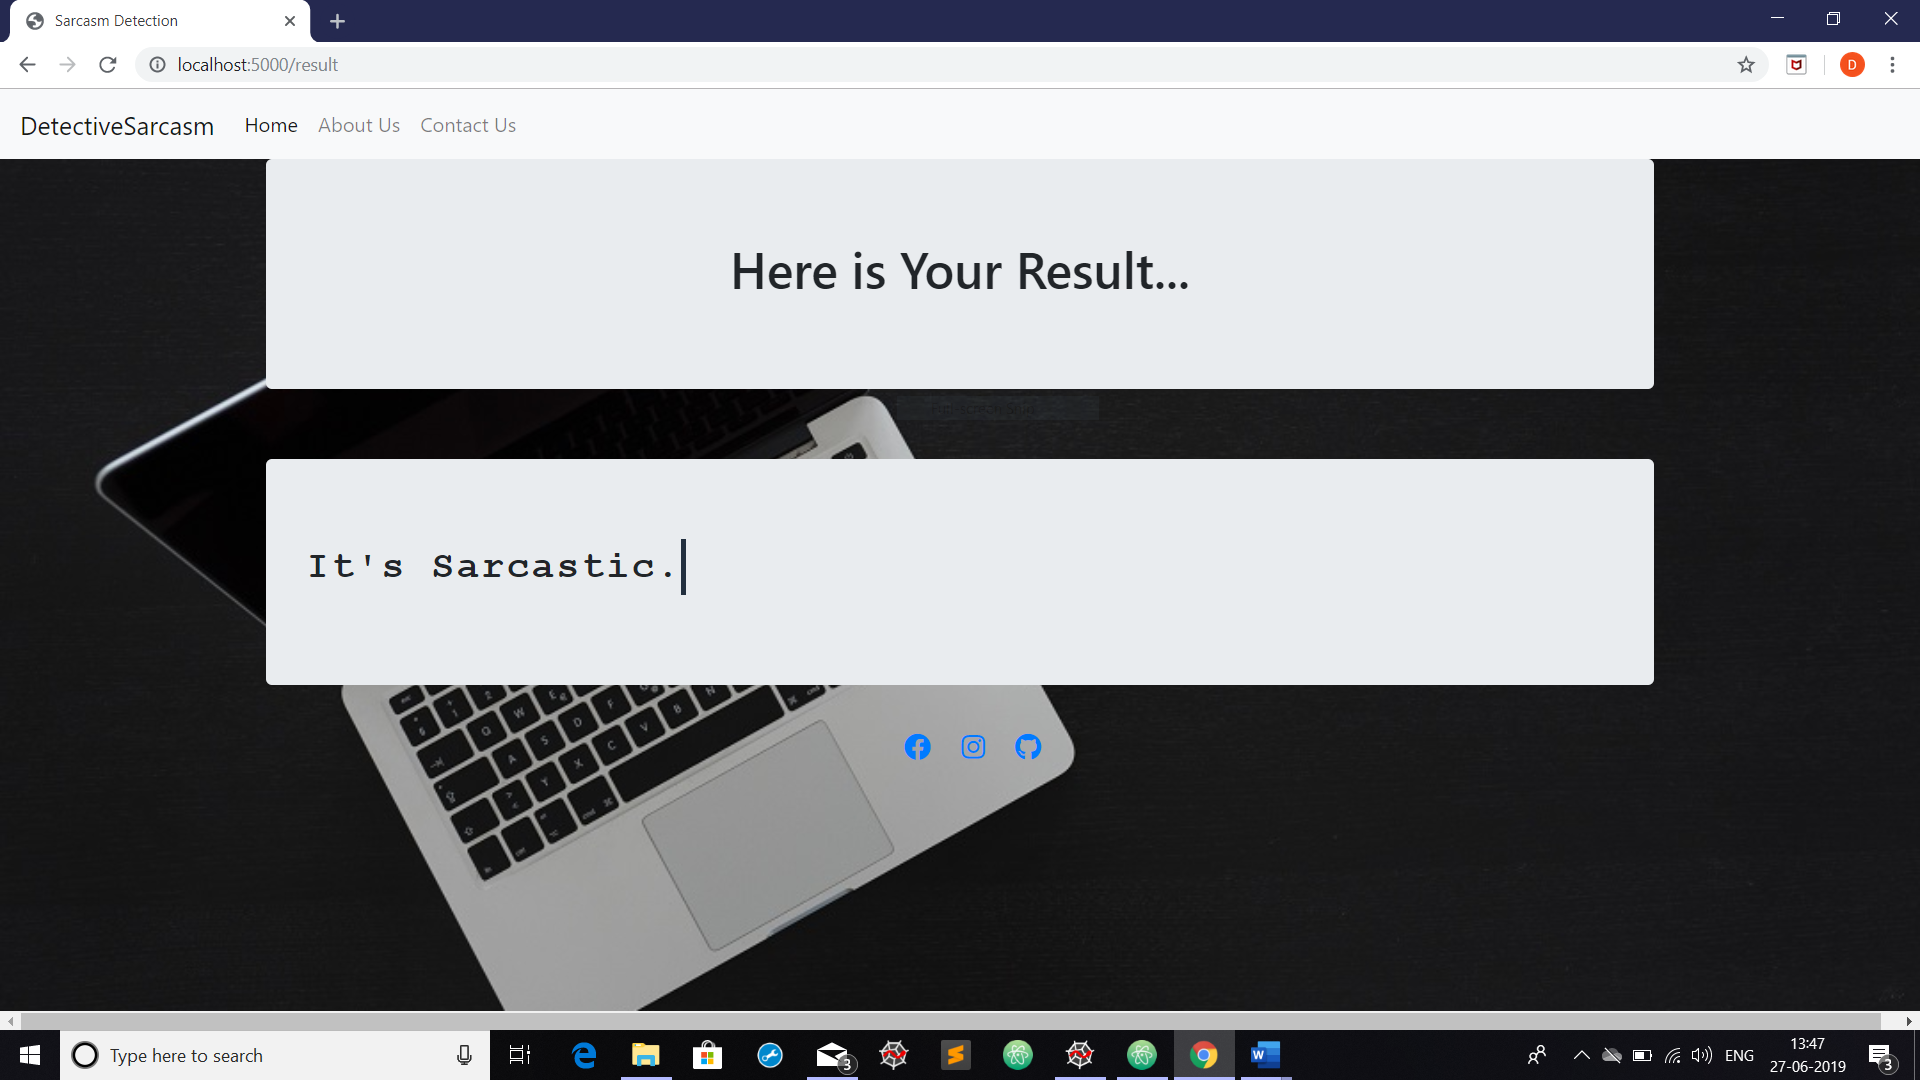 Sarcasm Detection
localhost:5000/result
D
DetectiveSarcasm Home About Us Contact Us
Here is Your Result...
It's Sarcastic.
Type here to search
3
W
ENG
13:47
27-06-2019
3